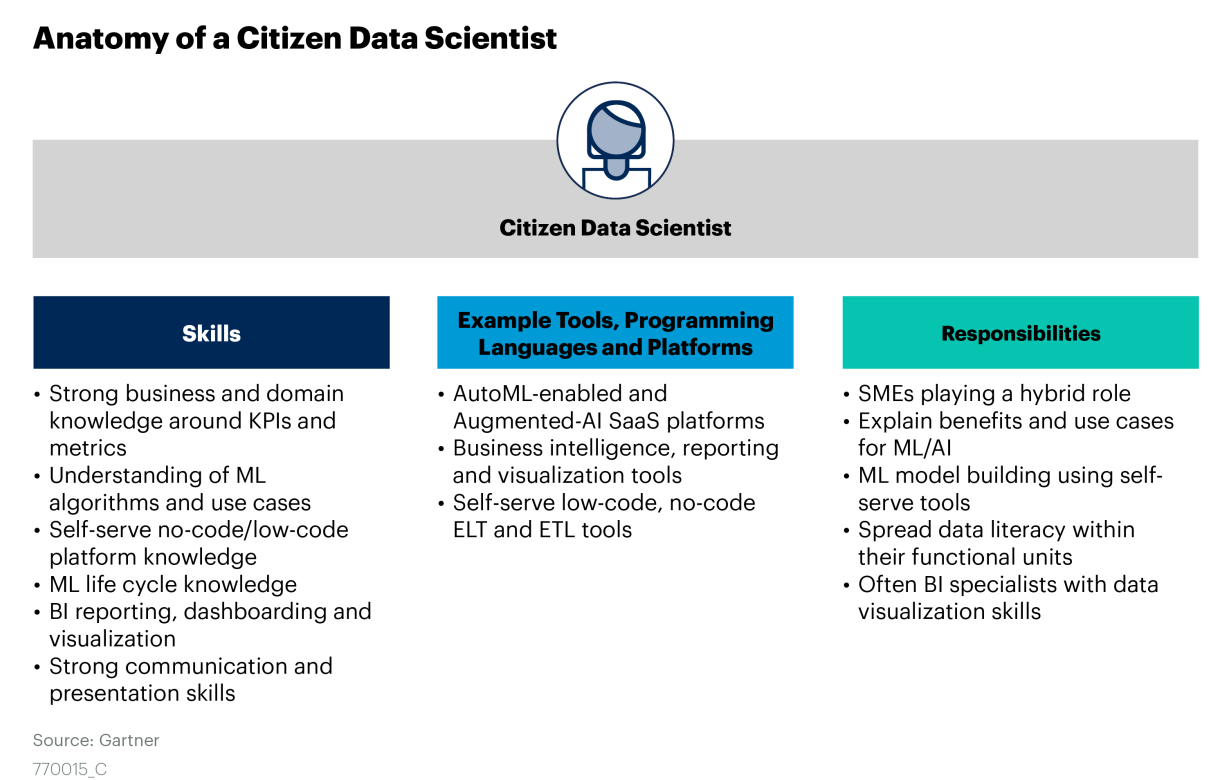 Anatomy of a Citizen Data Scientist
Citizen Data Scientist
Skills
• Strong business and domain
knowledge around KPIs and
metrics
• Understanding of ML
algorithms and use cases
• Self-serve no-code/low-code
platform knowledge
• ML life cycle knowledge
• BI reporting, dashboarding and
visualization
• Strong communication and
presentation skills
Example Tools, Programming
Languages and Platforms
• AutoML-enabled and
Augmented-AI SaaS platforms
• Business intelligence, reporting
and visualization tools
• Self-serve low-code, no-code
ELT and ETL tools
Responsibilities
• SMEs playing a hybrid role
• Explain benefits and use cases
for ML/AI
• ML model building using self-
serve tools
• Spread data literacy within
their functional units
• Often BI specialists with data
visualization skills
Source: Gartner
770015_C